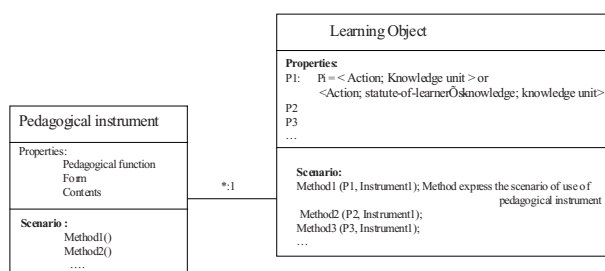 Learning Object
Properties:
P1: Pi = < Action; Knowledge unit > or
<Action; statute-of-learnerÕsknowledge; knowledge unit>
P2
P3
...
Scenario:
Method1 (P1, Instrument1); Method express the scenario of use of
pedagogical instrument
Method2 (P2, Instrument1);
Method3 (P3, Instrument1);
...
Pedagogical instrument
Properties:
Pedagogical function
Form
Contents
Scenario :
Method1()
Method2()
....
*:1